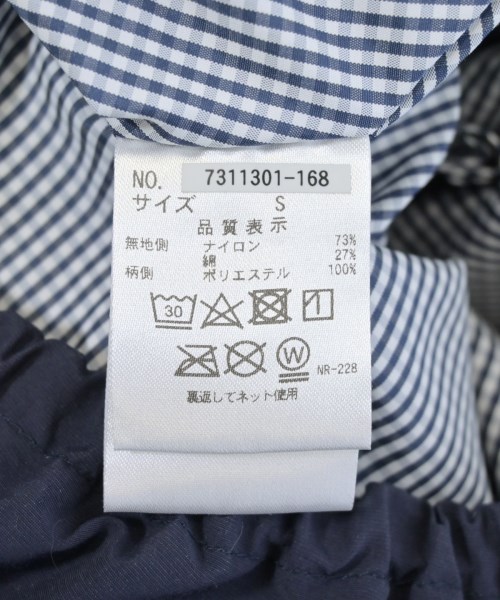 NO. 7311301-168
サイズ S
品質表示
無地側 ナイロン 73%
綿 27%
柄側 ポリエステル 100%
30
W NR-228
裏返してネット使用